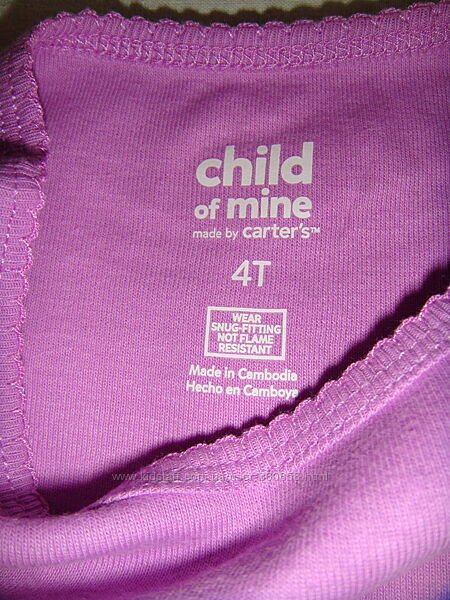 child
of mine
made by carter's™
4T
WEAR
SNUG-FITTING
NOT FLAME
RESISTANT
Made in Cambodia
Hecho en Camboya